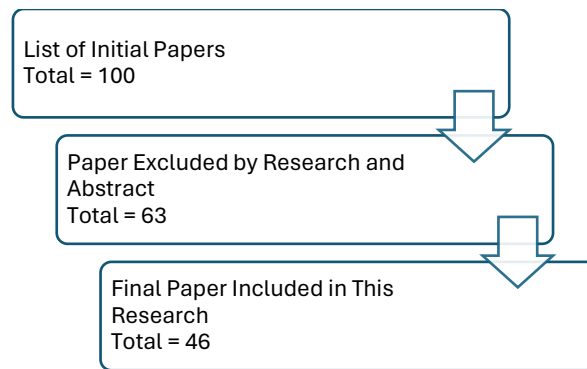 List of Initial Papers
Total = 100
Paper Excluded by Research and
Abstract
Total = 63
Final Paper Included in This
Research
Total = 46